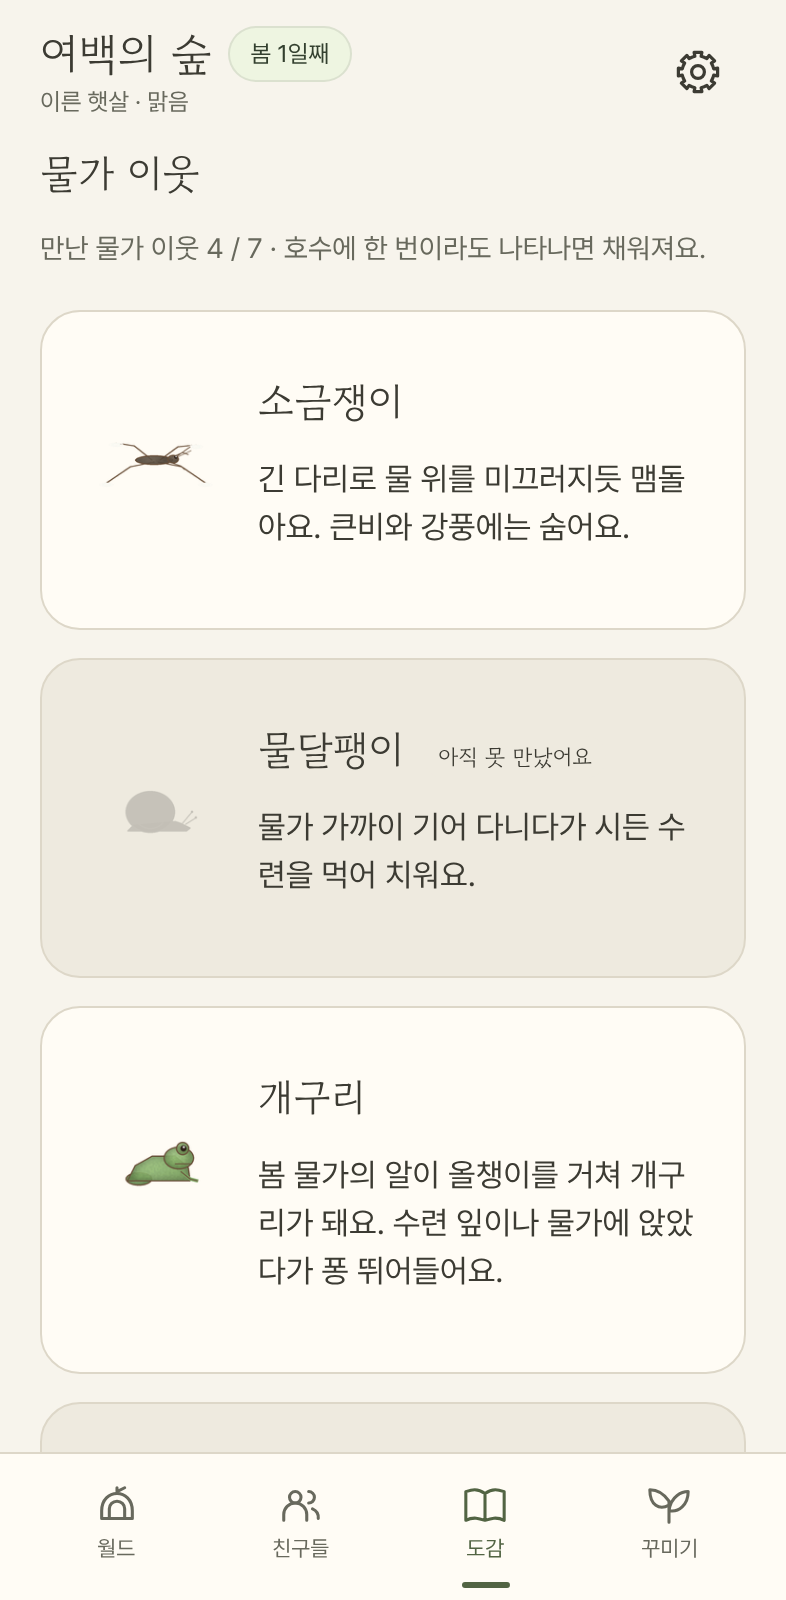 여백의 숲
봄 1일째
이른 햇살 · 맑음
물가 이웃
만난 물가 이웃 4 / 7 · 호수에 한 번이라도 나타나면 채워져요.
소금쟁이
긴 다리로 물 위를 미끄러지듯 맴돌
아요. 큰비와 강풍에는 숨어요.
물달팽이 아직 못 만났어요
물가 가까이 기어 다니다가 시든 수
련을 먹어 치워요.
개구리
봄 물가의 알이 올챙이를 거쳐 개구
리가 돼요. 수련 잎이나 물가에 앉았
다가 퐁 뛰어들어요.
월드
친구들
도감
꾸미기